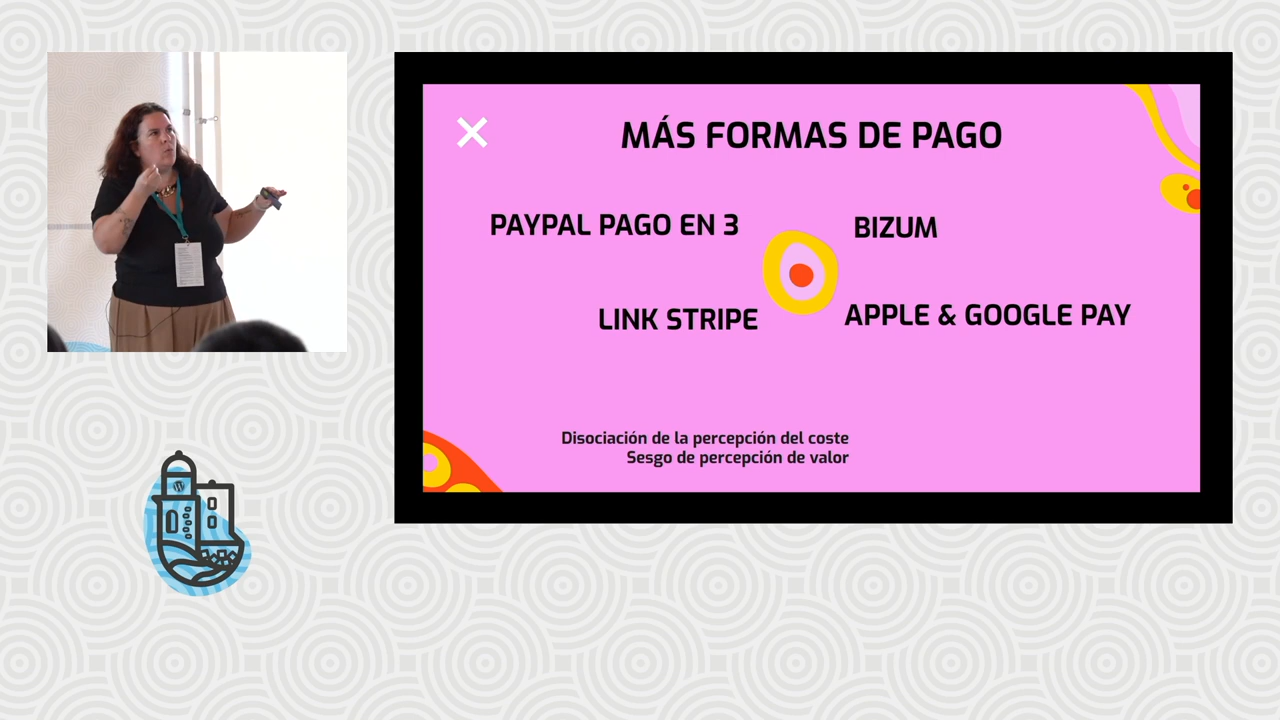 MÁS FORMAS DE PAGO
PAYPAL PAGO EN 3
BIZUM
LINK STRIPE
APPLE & GOOGLE PAY
Disociación de la percepción del coste
Sesgo de percepción de valor